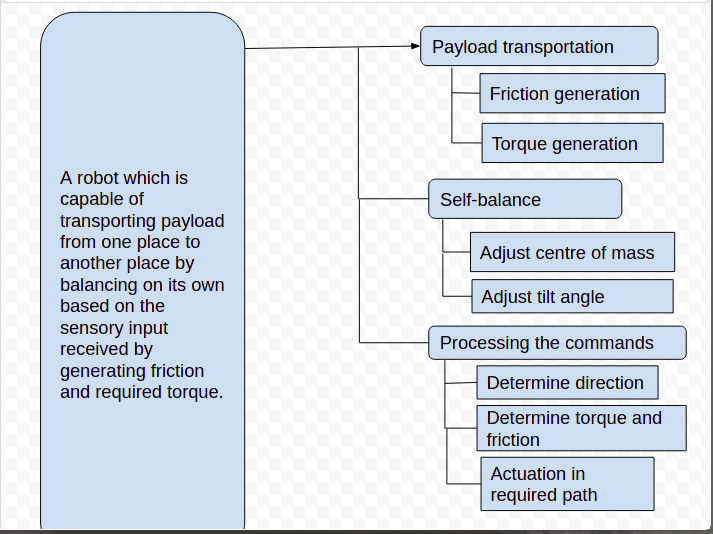 A robot which is
capable of
transporting payload
from one place to
another place by
balancing on its own
based on the
sensory input
received by
generating friction
and required torque.
Payload transportation
Friction generation
Torque generation
Self-balance
Adjust centre of mass
Adjust tilt angle
Processing the commands
Determine direction
Determine torque and
friction
Actuation in
required path